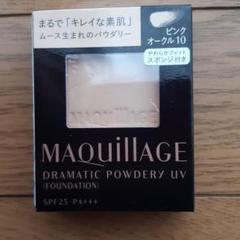 まるで「キレイな素肌」
ムース生まれのパウダリー
ピンク
オークル10
やわらかフィット
スポンジ付き
MAQuillAGE
MAQuillAGE
DRAMATIC POWDERY UV
(FOUNDATION)
SPF25・PA+++